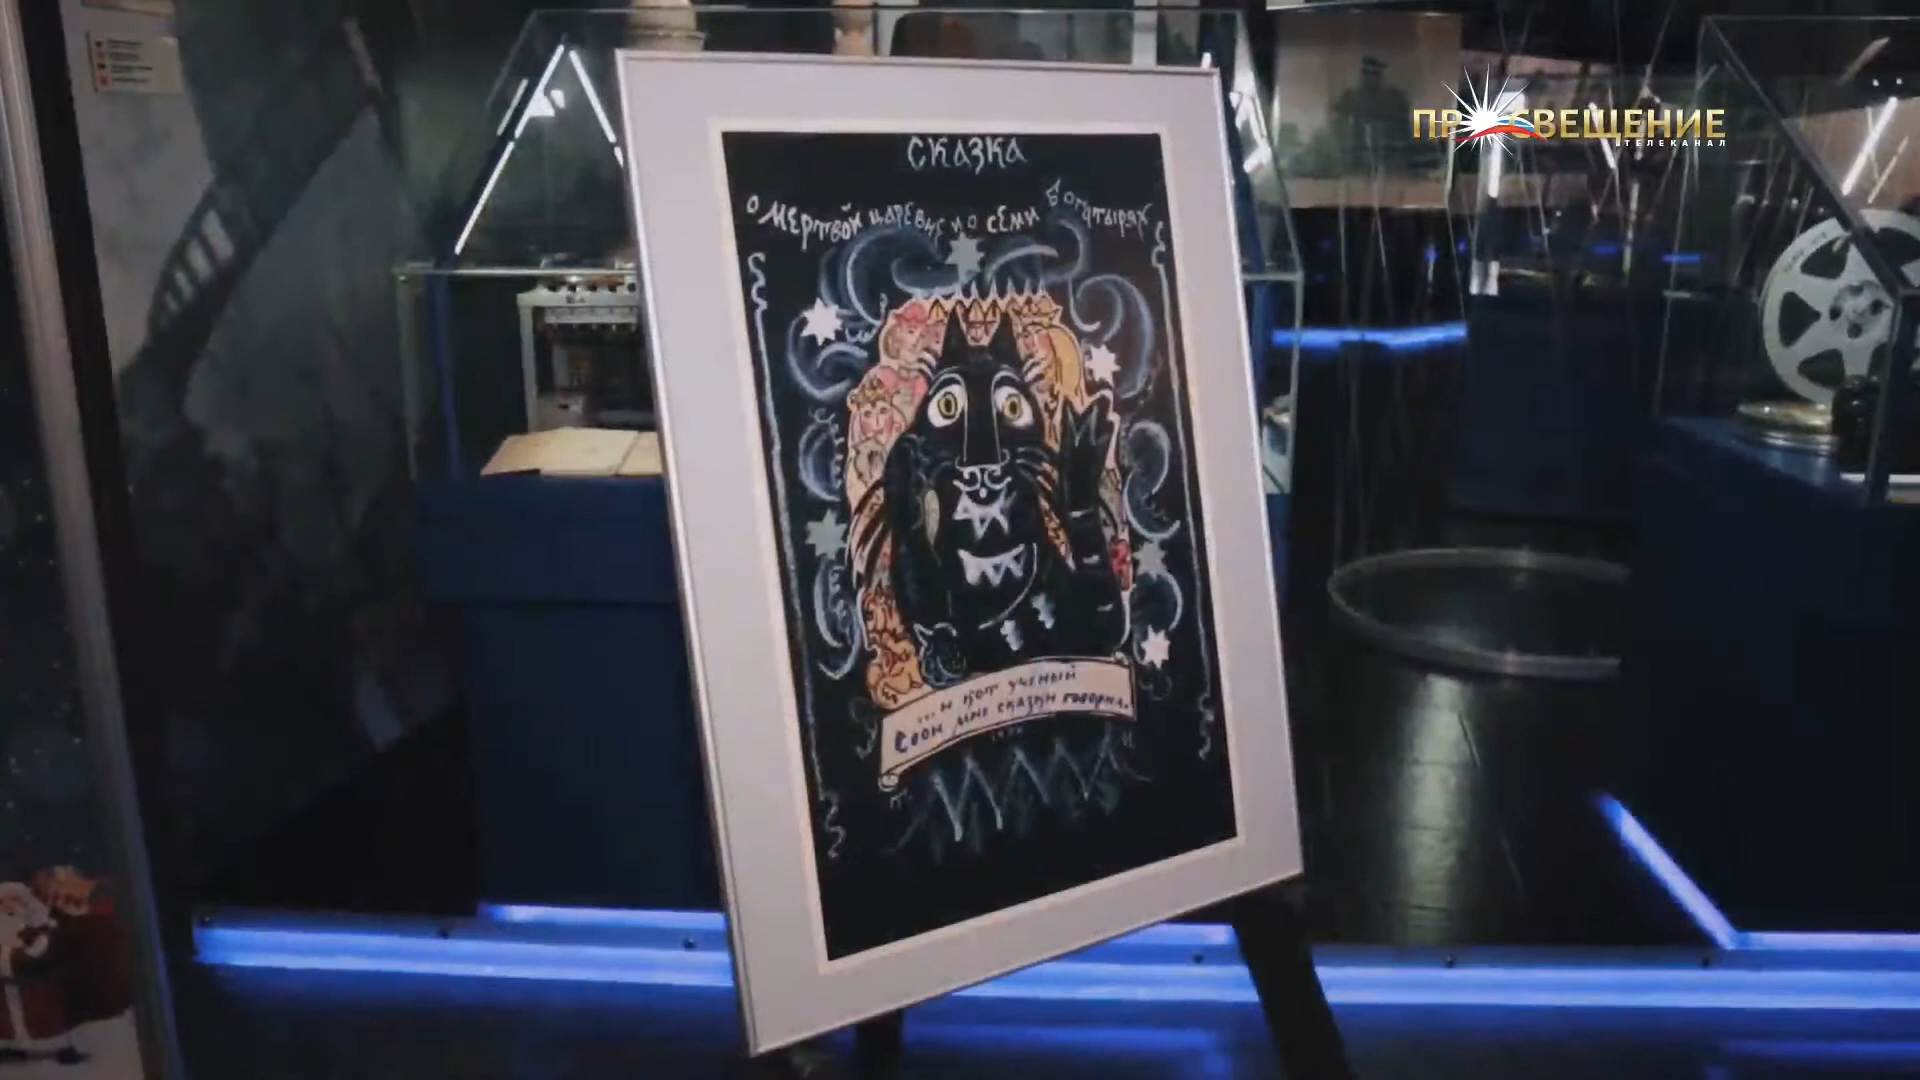 ПРОСВЕЩЕНИЕ
ТЕЛЕКАНАЛ
СКАЗКА
О МЕРТВОЙ ЦАРЕВНЕ И О СЕМИ БОГАТЫРЯХ
...и кот ученый
Свои мне сказки говорил.